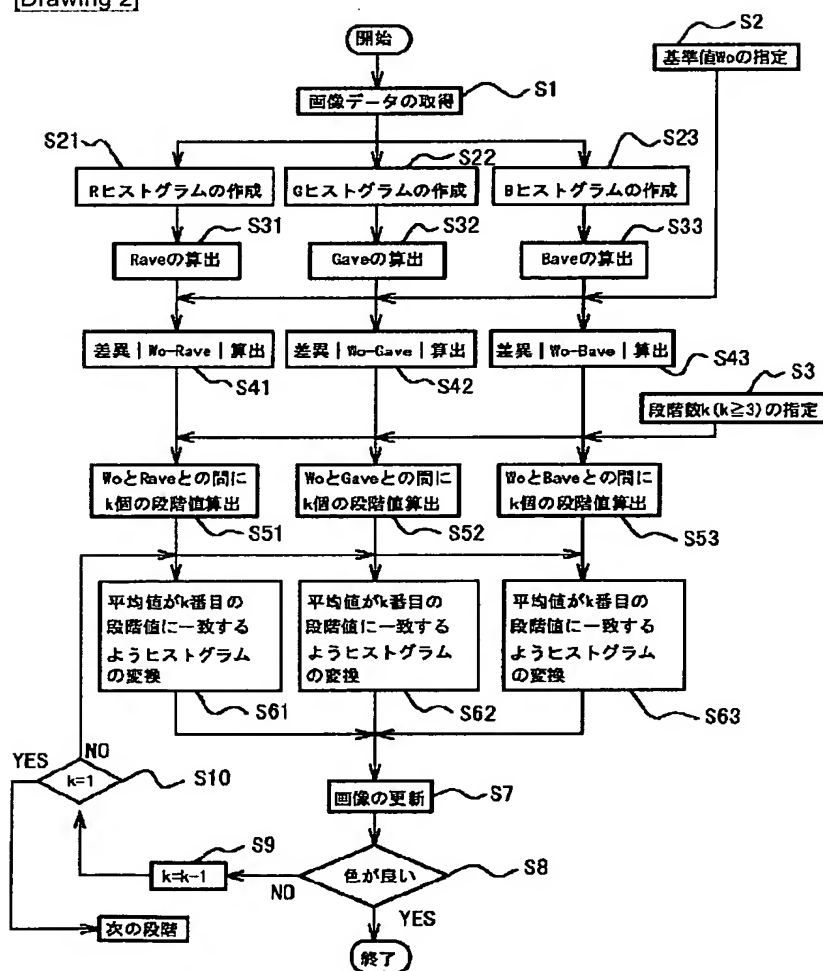 [Drawing 2]
開始
S2
基準値Woの指定
S1
画像データの取得
S21
S22
S23
Rヒストグラムの作成
Gヒストグラムの作成
Bヒストグラムの作成
S31
S32
S33
Raveの算出
Gaveの算出
Baveの算出
差異|Wo-Rave|算出
差異|Wo-Gave|算出
差異|Wo-Bave|算出
S41
S42
S43
S3
段階数k(k≧3)の指定
WoとRaveとの間に
k個の段階値算出
WoとGaveとの間に
k個の段階値算出
WoとBaveとの間に
k個の段階値算出
S51
S52
S53
平均値がk番目の
段階値に一致する
ようヒストグラム
の変換
平均値がk番目の
段階値に一致する
ようヒストグラム
の変換
平均値がk番目の
段階値に一致する
ようヒストグラム
の変換
S61
S62
S63
YES
NO
k=1
S10
画像の更新
S7
S9
k=k-1
NO
色が良い
S8
YES
次の段階
終了